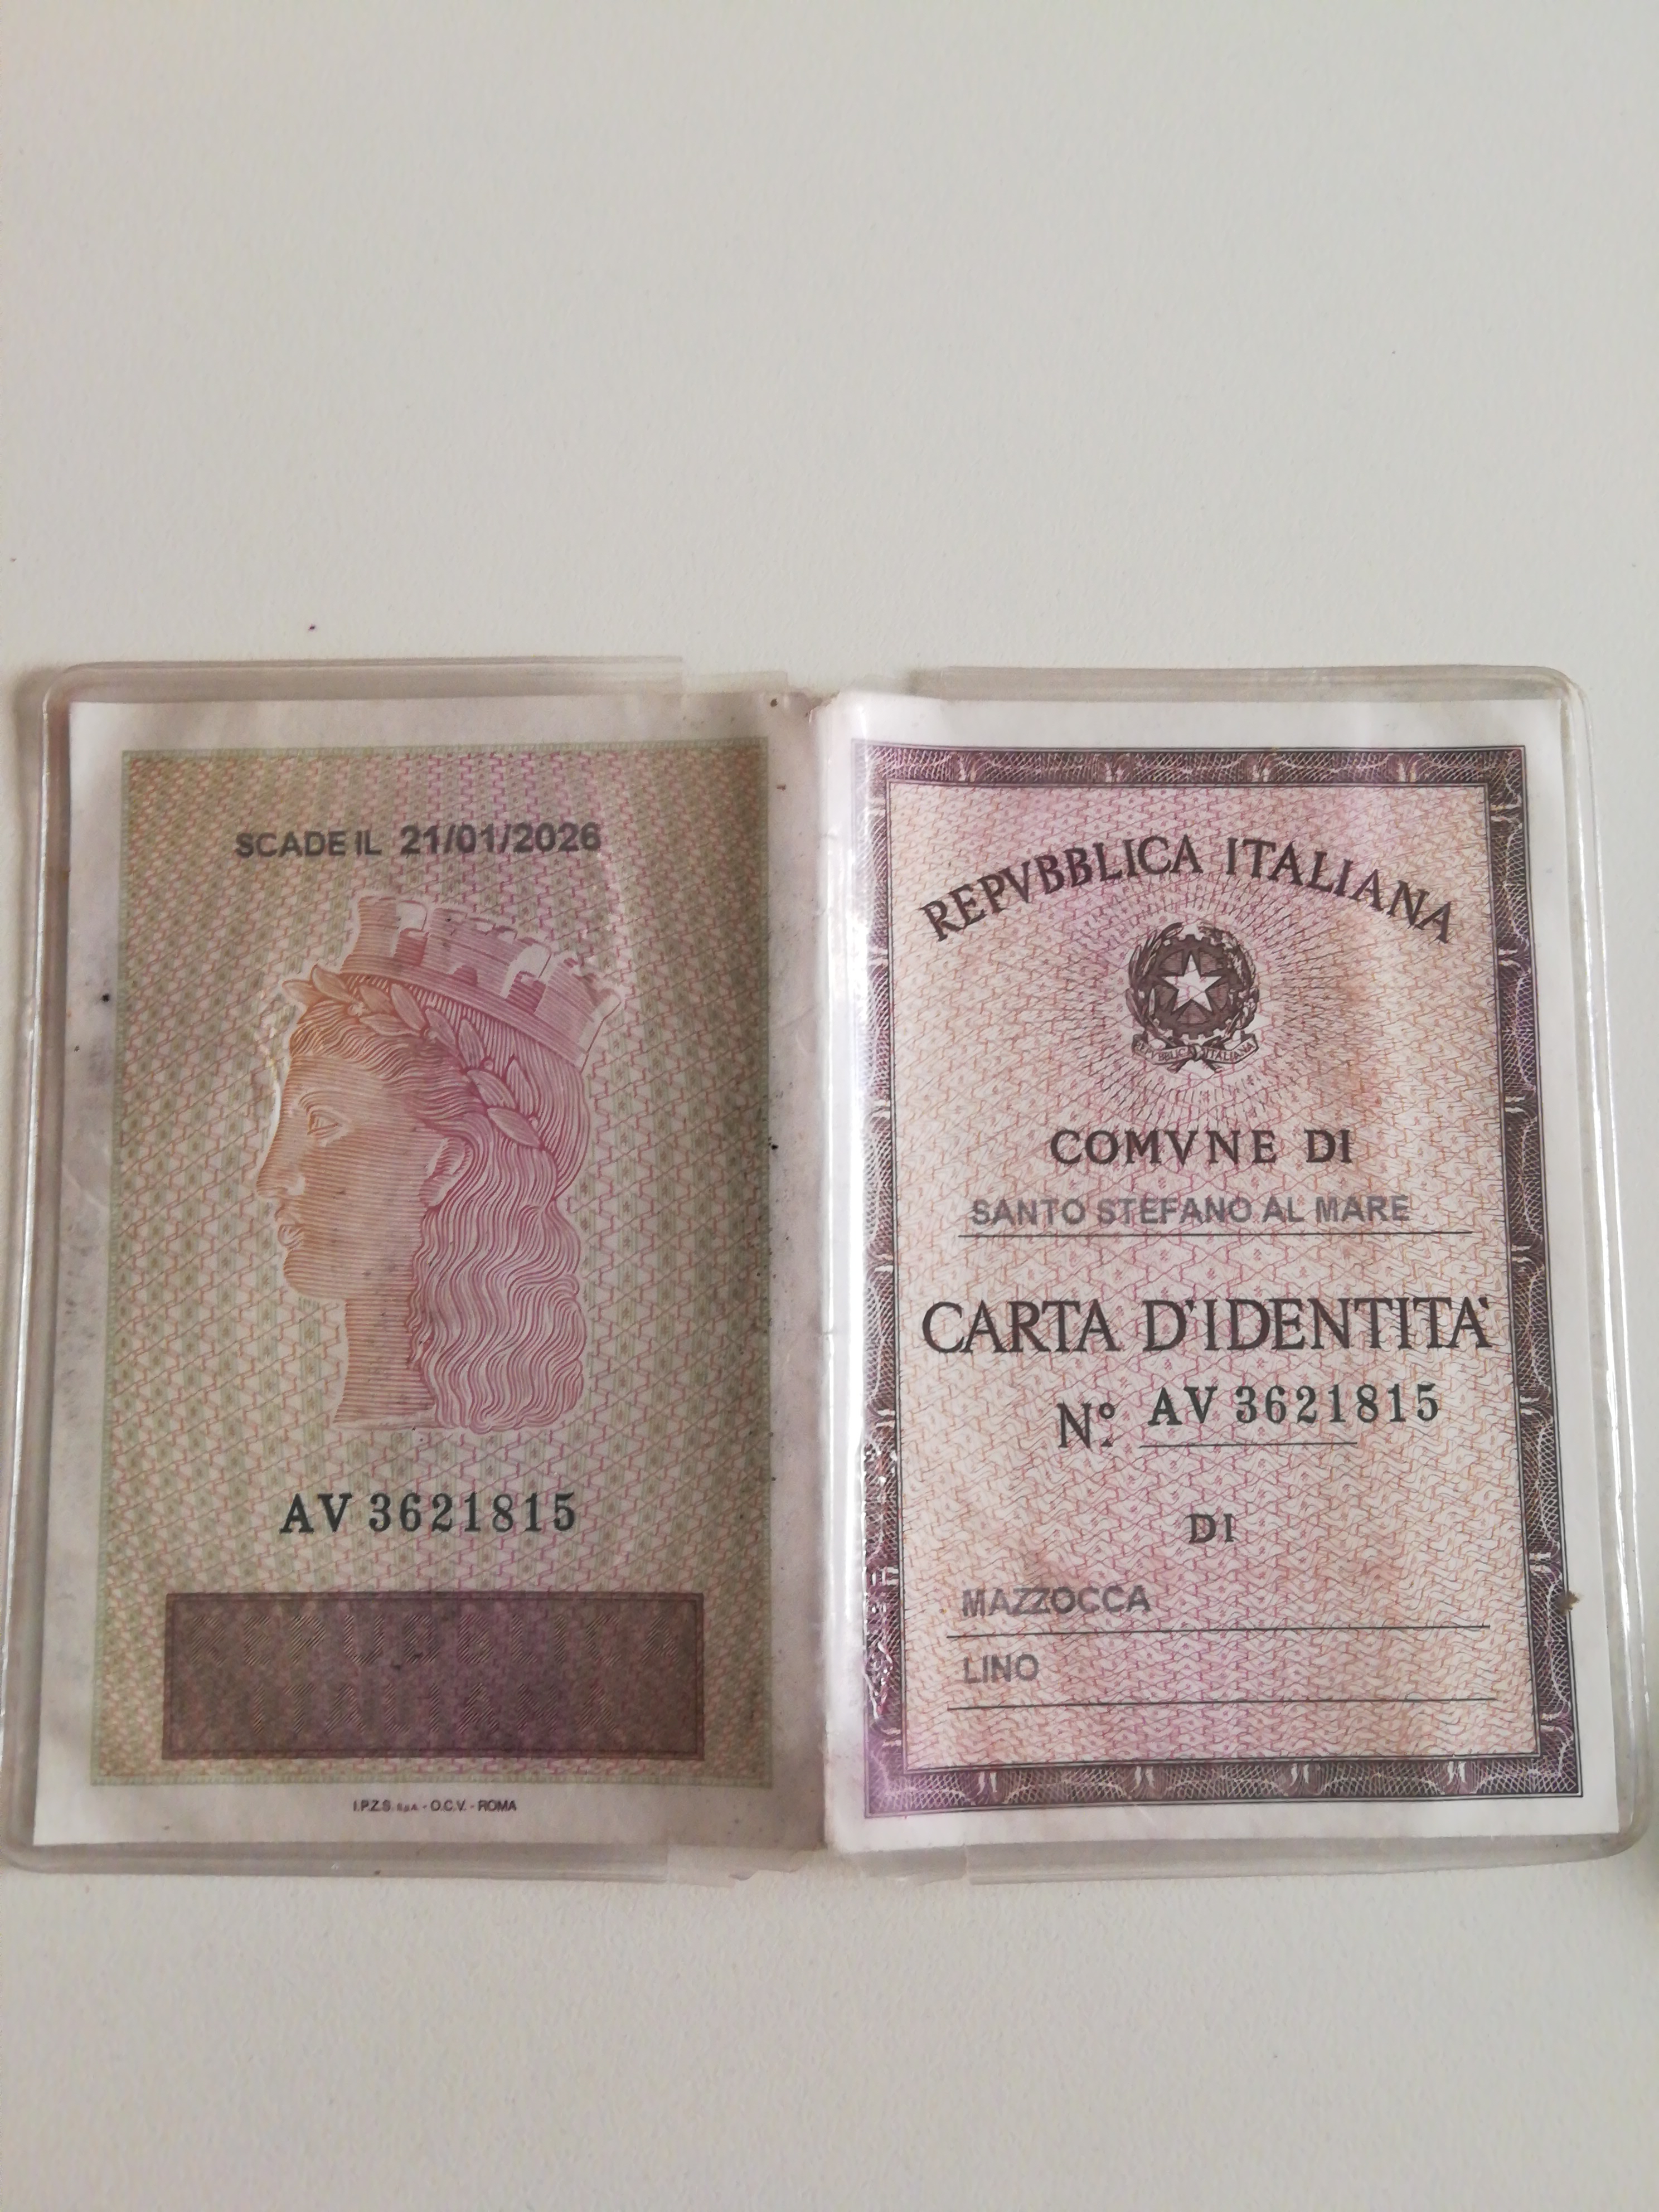 SCADE IL 21/01/2026
AV 3621815
I.P.Z.S. S.p.A. - O.C.V. - ROMA
REPVBBLICA ITALIANA
REPVBBLICA ITALIANA
COMVNE DI
SANTO STEFANO AL MARE
CARTA D'IDENTITA'
N° AV 3621815
DI
MAZZOCCA
LINO